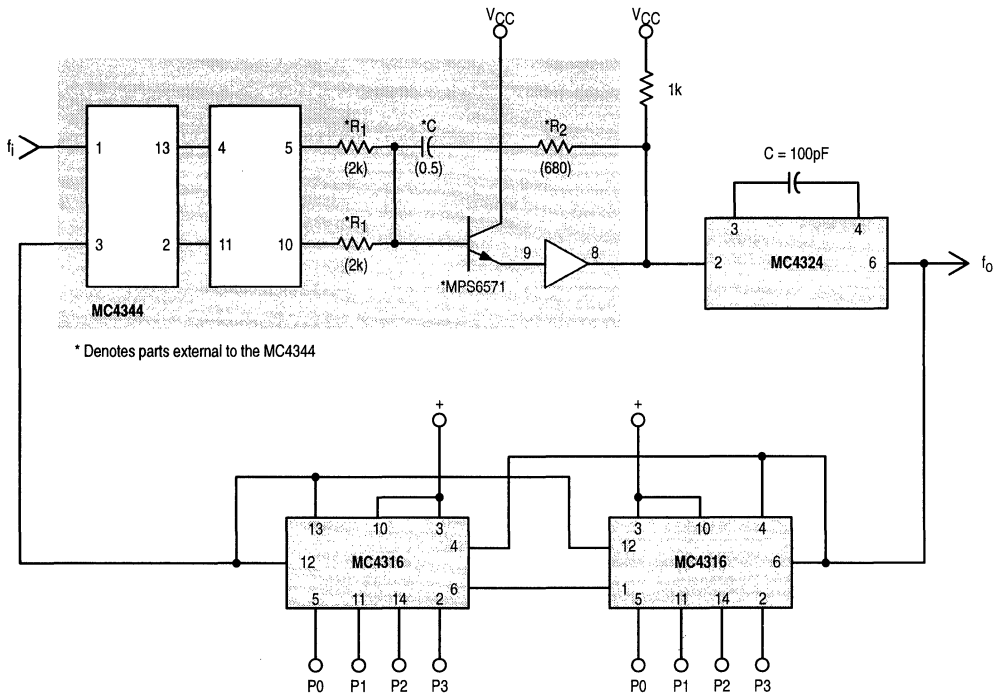 VCC VCC
1k
*R1 *C *R2
fi 1 13 4 5 (2k) (0.5) (680)
C = 100pF
*R1
3 2 11 10 (2k)
9 8
*MPS6571
3 4
2 MC4324 6 fo
MC4344
* Denotes parts external to the MC4344
+ +
13 10 3 3 10 4
4 12
12 MC4316 MC4316 6
6 1
5 11 14 2 5 11 14 2
P0 P1 P2 P3 P0 P1 P2 P3